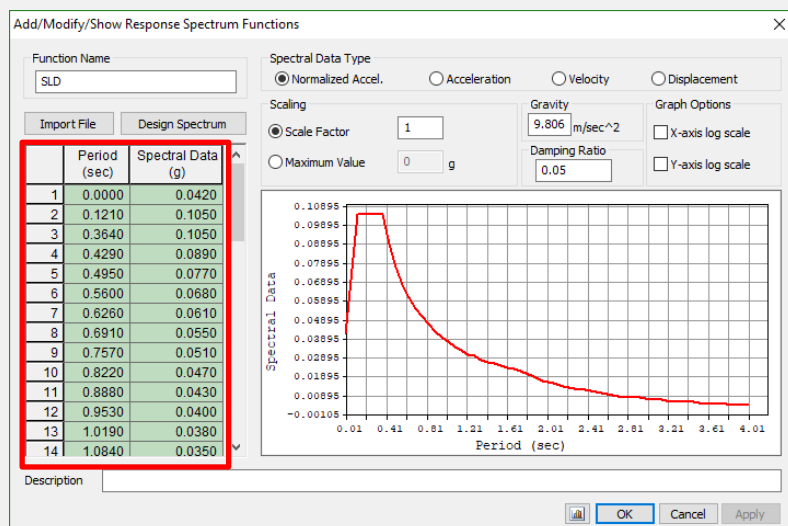 Add/Modify/Show Response Spectrum Functions
Function Name
SLD
Import File
Design Spectrum
Spectral Data Type
Normalized Accel.
Acceleration
Velocity
Displacement
Scaling
Scale Factor
1
Maximum Value
0
g
Gravity
9.806 m/sec^2
Damping Ratio
0.05
Graph Options
X-axis log scale
Y-axis log scale
Period (sec) Spectral Data (g)
1 0.0000 0.0420
2 0.1210 0.1050
3 0.3640 0.1050
4 0.4290 0.0890
5 0.4950 0.0770
6 0.5600 0.0680
7 0.6260 0.0610
8 0.6910 0.0550
9 0.7570 0.0510
10 0.8220 0.0470
11 0.8880 0.0430
12 0.9530 0.0400
13 1.0190 0.0380
14 1.0840 0.0350
Spectral Data
0.10895
0.09895
0.08895
0.07895
0.06895
0.05895
0.04895
0.03895
0.02895
0.01895
0.00895
-0.00105
0.01 0.41 0.81 1.21 1.61 2.01 2.41 2.81 3.21 3.61 4.01
Period (sec)
Description
OK
Cancel
Apply